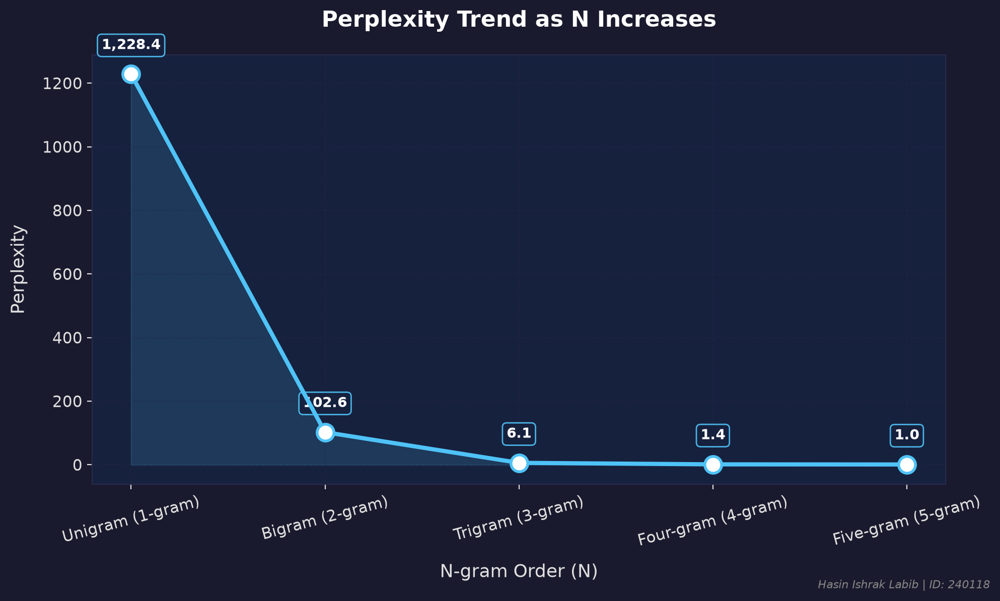 Perplexity Trend as N Increases
1,228.4
1200
1000
800
600
400
200
0
Perplexity
102.6
6.1
1.4
1.0
Unigram (1-gram)
Bigram (2-gram)
Trigram (3-gram)
Four-gram (4-gram)
Five-gram (5-gram)
N-gram Order (N)
Hasin Ishrak Labib | ID: 240118